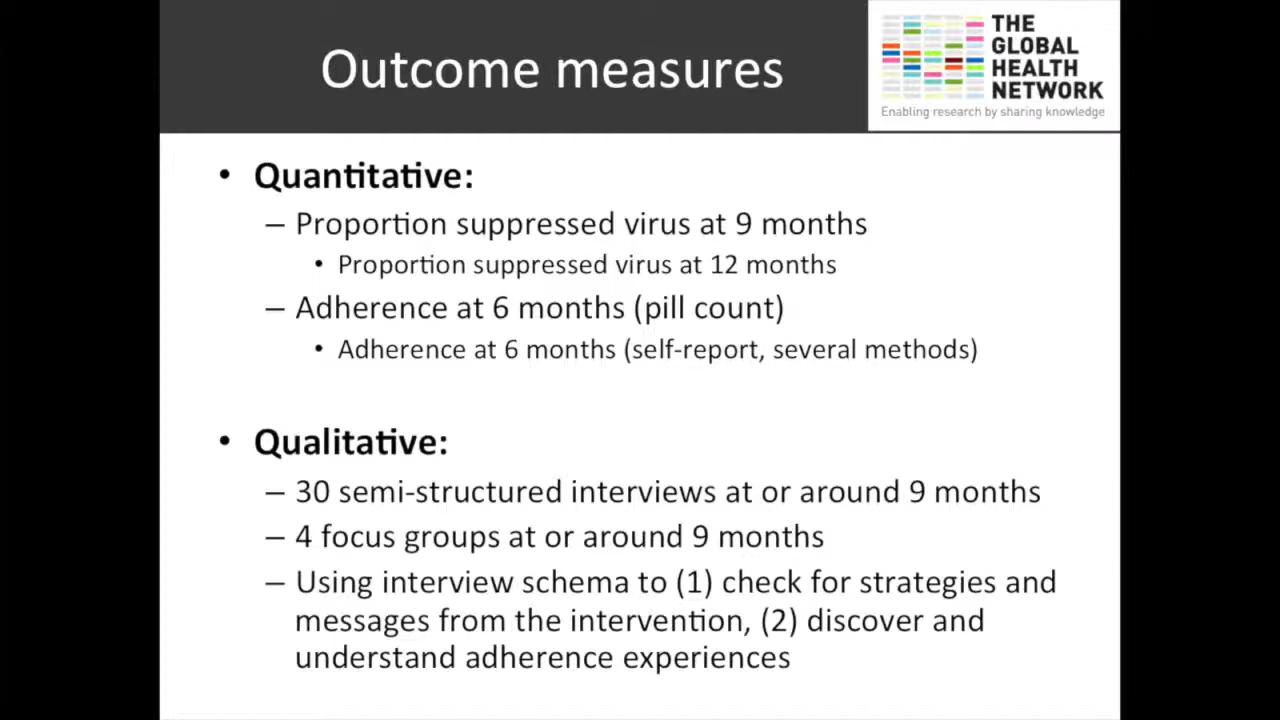 Outcome measures
THE
GLOBAL
HEALTH
NETWORK
Enabling research by sharing knowledge
• Quantitative:
– Proportion suppressed virus at 9 months
• Proportion suppressed virus at 12 months
– Adherence at 6 months (pill count)
• Adherence at 6 months (self-report, several methods)
• Qualitative:
– 30 semi-structured interviews at or around 9 months
– 4 focus groups at or around 9 months
– Using interview schema to (1) check for strategies and
messages from the intervention, (2) discover and
understand adherence experiences